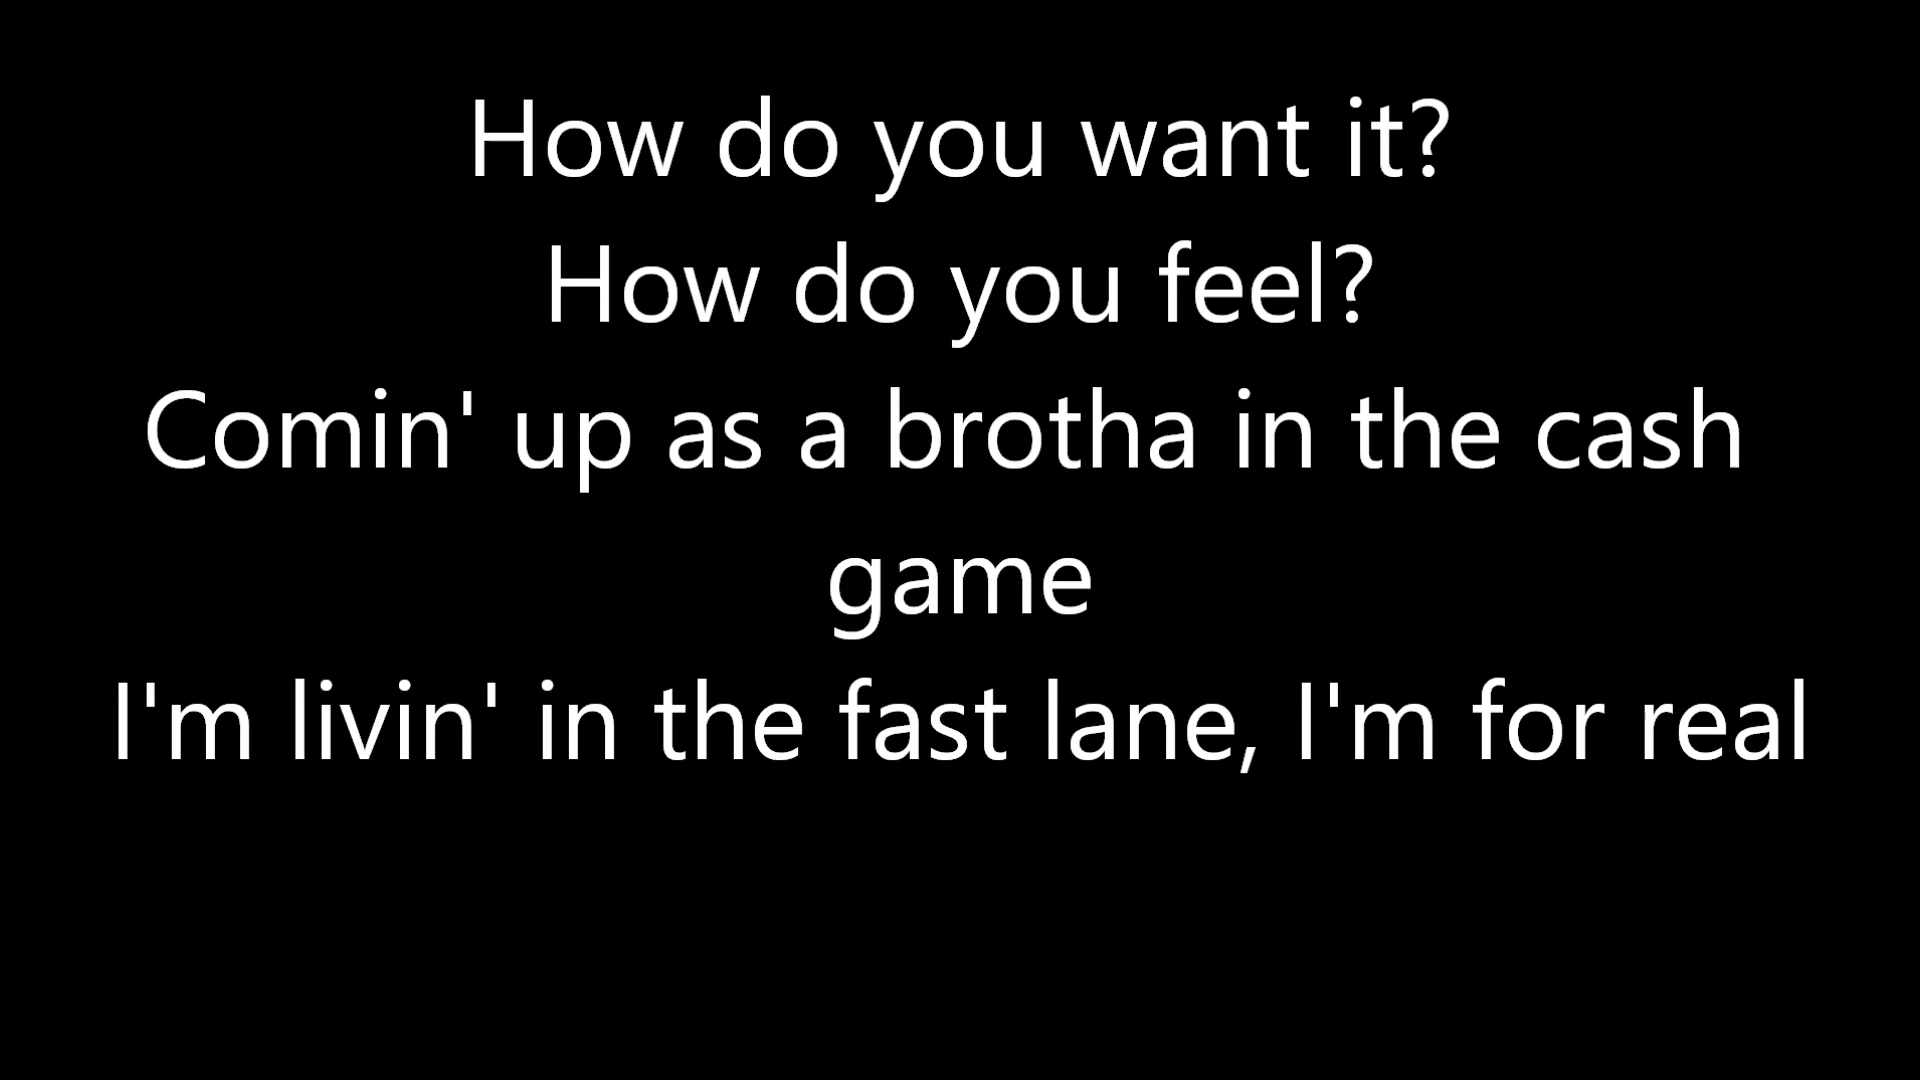 How do you want it?
How do you feel?
Comin' up as a brotha in the cash
game
I'm livin' in the fast lane, I'm for real